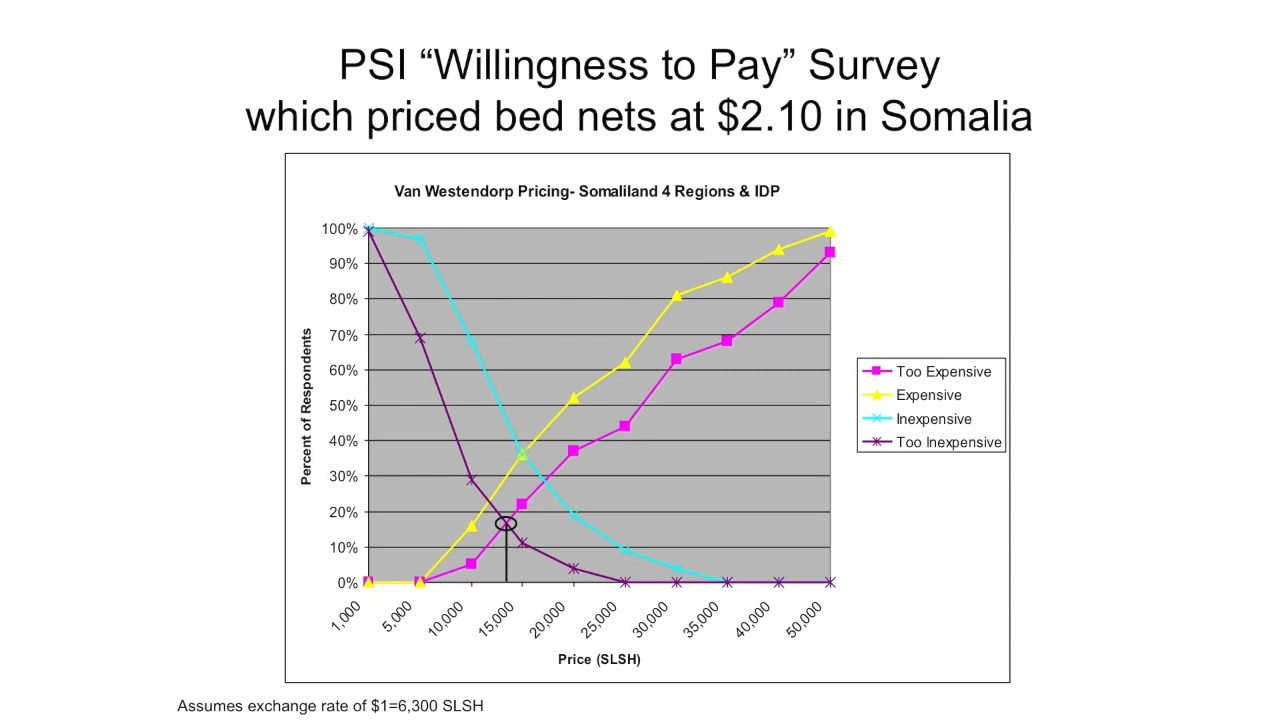 PSI “Willingness to Pay” Survey
which priced bed nets at $2.10 in Somalia
Van Westendorp Pricing- Somaliland 4 Regions & IDP
100%
90%
80%
70%
60%
50%
40%
30%
20%
10%
0%
Percent of Respondents
1,000
5,000
10,000
15,000
20,000
25,000
30,000
35,000
40,000
50,000
Price (SLSH)
Too Expensive
Expensive
Inexpensive
Too Inexpensive
Assumes exchange rate of $1=6,300 SLSH